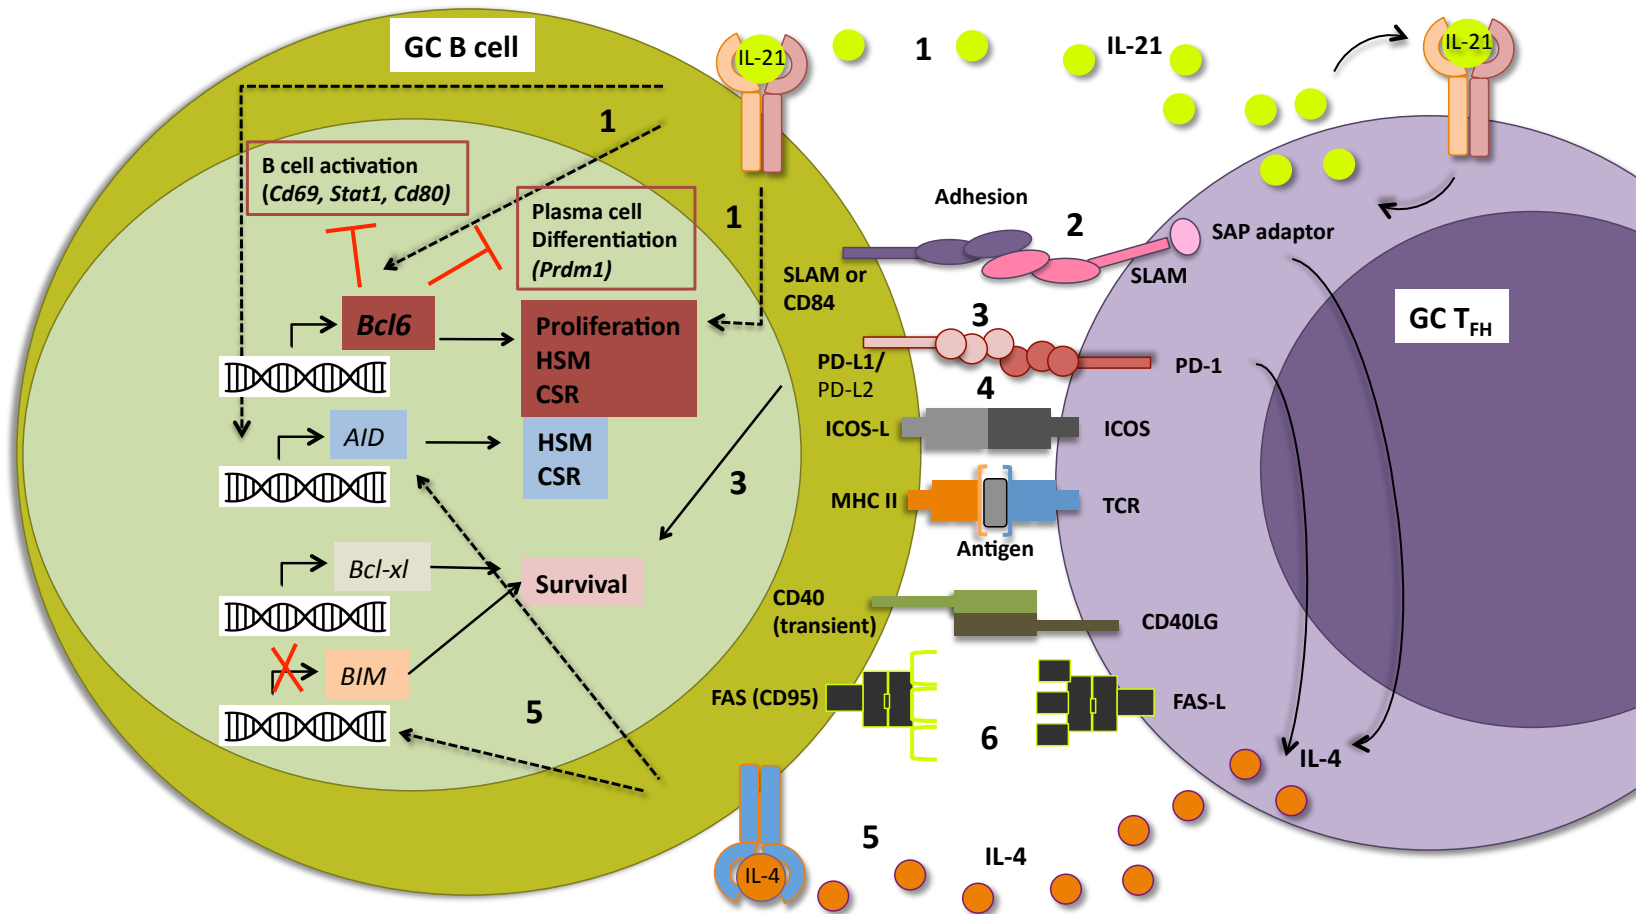 GC B cell
IL-21
1
IL-21
IL-21
1
B cell activation
(Cd69, Stat1, Cd80)
Plasma cell
Differentiation
(Prdm1)
1
Adhesion
2
SAP adaptor
SLAM or
CD84
SLAM
Bcl6
Proliferation
HSM
CSR
3
GC TFH
PD-L1/
PD-L2
PD-1
4
AID
HSM
CSR
ICOS-L
ICOS
3
MHC II
TCR
Antigen
Bcl-xl
Survival
CD40
(transient)
CD40LG
BIM
FAS (CD95)
FAS-L
5
6
IL-4
5
IL-4
IL-4